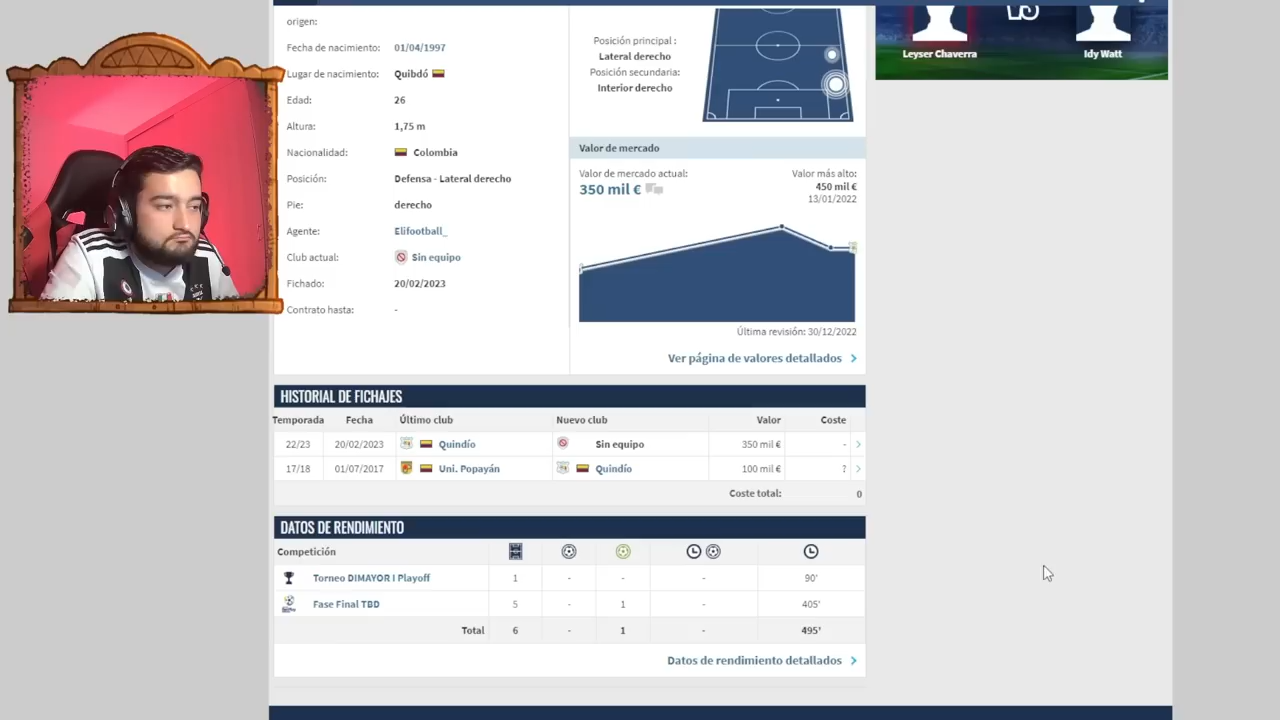 VS
Leyser Chaverra
Idy Watt
origen:
Fecha de nacimiento: 01/04/1997
Lugar de nacimiento: Quibdó
Edad: 26
Altura: 1,75 m
Nacionalidad: Colombia
Posición: Defensa - Lateral derecho
Pie: derecho
Agente: Elifootball_
Club actual: Sin equipo
Fichado: 20/02/2023
Contrato hasta: -
Posición principal :
Lateral derecho
Posición secundaria:
Interior derecho
Valor de mercado
Valor de mercado actual:
350 mil €
Valor más alto:
450 mil €
13/01/2022
Última revisión: 30/12/2022
Ver página de valores detallados
HISTORIAL DE FICHAJES
Temporada Fecha Último club Nuevo club Valor Coste
22/23 20/02/2023 Quindío Sin equipo 350 mil € -
17/18 01/07/2017 Uni. Popayán Quindío 100 mil € ?
Coste total: 0
DATOS DE RENDIMIENTO
Competición
Torneo DIMAYOR I Playoff 1 - - - 90'
Fase Final TBD 5 - 1 - 405'
Total 6 - 1 - 495'
Datos de rendimiento detallados